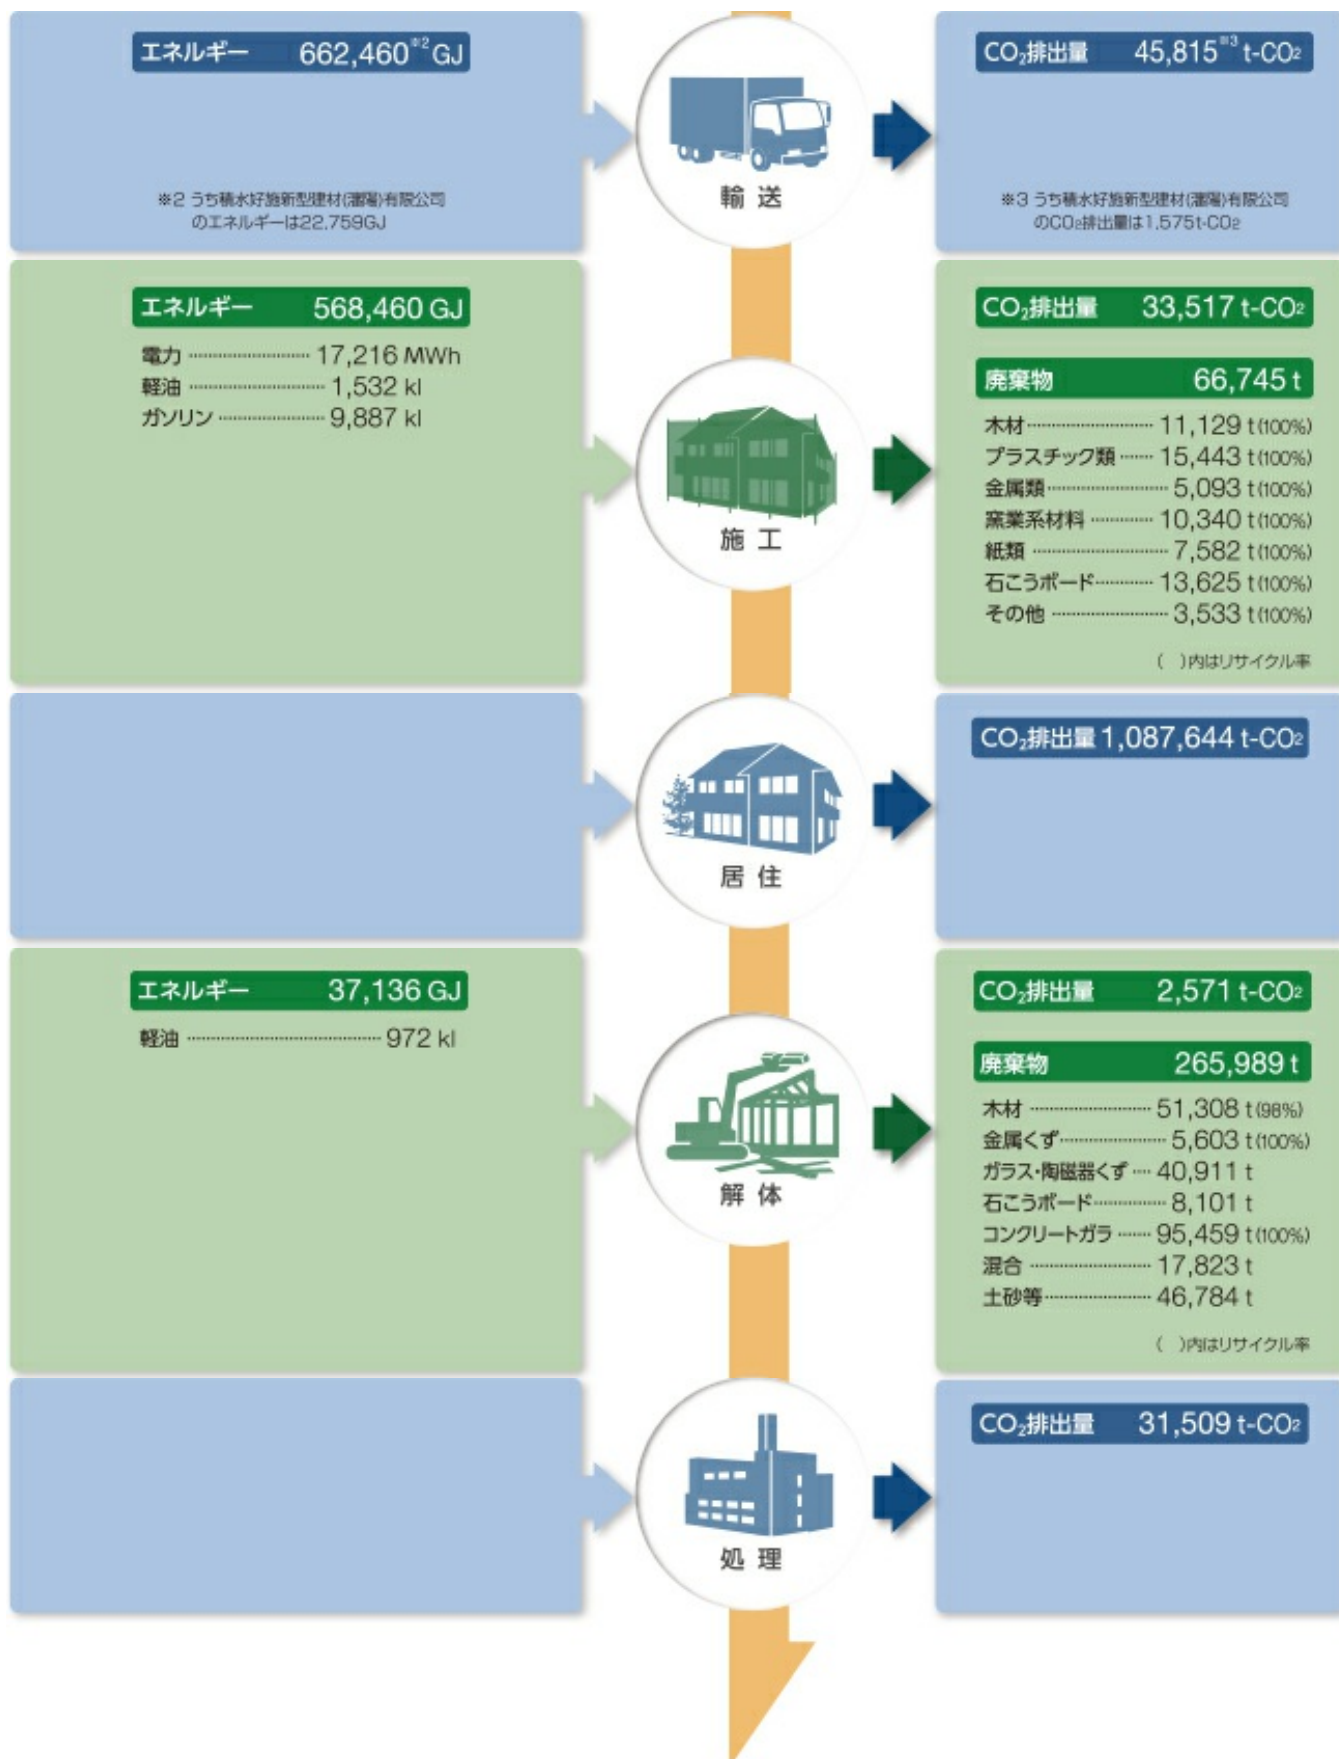 エネルギー 662,460※2 GJ
※2 うち積水好施新型建材(瀋陽)有限公司
のエネルギーは22,759GJ
輸送
CO₂排出量 45,815※3 t-CO₂
※3 うち積水好施新型建材(瀋陽)有限公司
のCO₂排出量は1,575t-CO₂
エネルギー 568,460 GJ
電力 17,216 MWh
軽油 1,532 kl
ガソリン 9,887 kl
施工
CO₂排出量 33,517 t-CO₂
廃棄物 66,745 t
木材 11,129 t(100%)
プラスチック類 15,443 t(100%)
金属類 5,093 t(100%)
窯業系材料 10,340 t(100%)
紙類 7,582 t(100%)
石こうボード 13,625 t(100%)
その他 3,533 t(100%)
( )内はリサイクル率
居住
CO₂排出量 1,087,644 t-CO₂
エネルギー 37,136 GJ
軽油 972 kl
解体
CO₂排出量 2,571 t-CO₂
廃棄物 265,989 t
木材 51,308 t(98%)
金属くず 5,603 t(100%)
ガラス・陶磁器くず 40,911 t
石こうボード 8,101 t
コンクリートガラ 95,459 t(100%)
混合 17,823 t
土砂等 46,784 t
( )内はリサイクル率
処理
CO₂排出量 31,509 t-CO₂